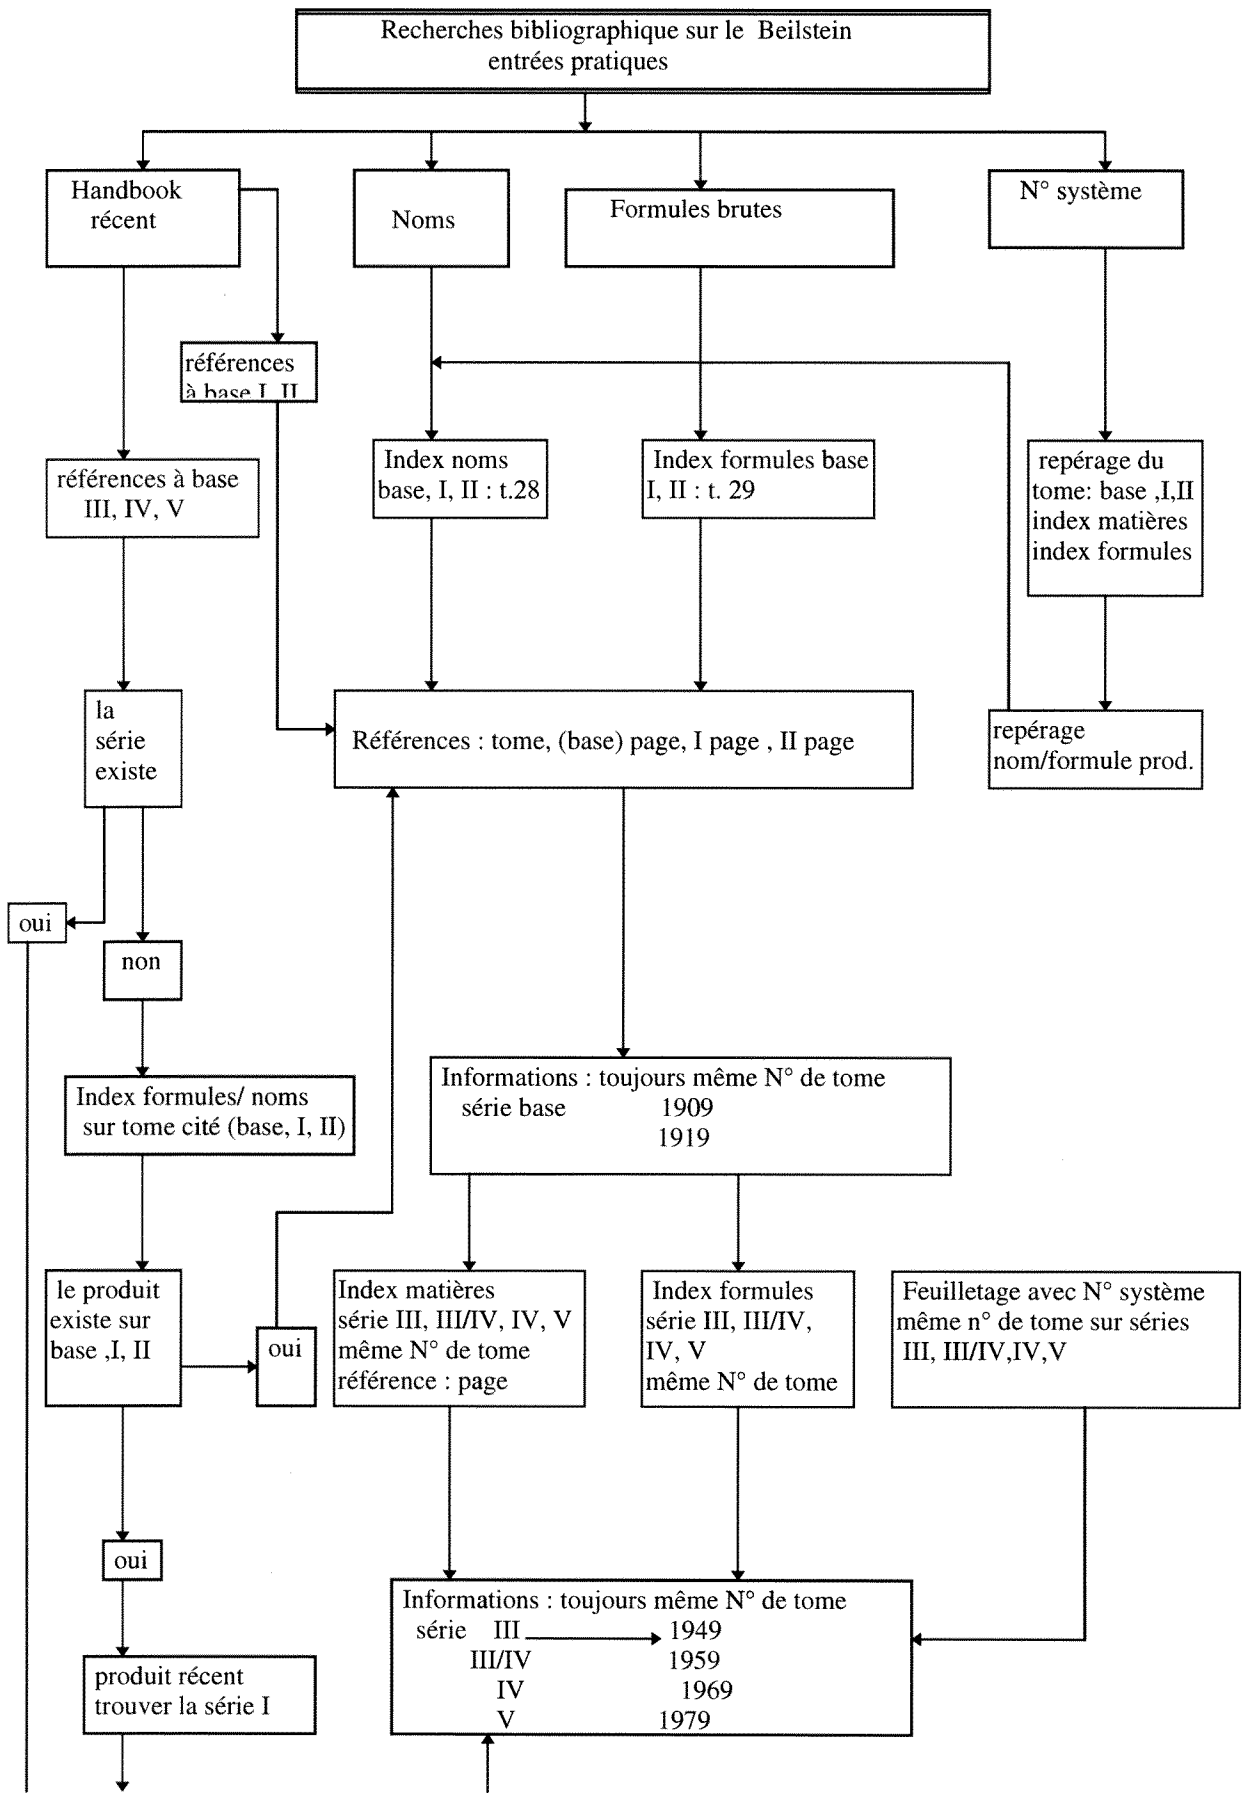 Recherches bibliographique sur le Beilstein
entrées pratiques
Handbook
récent
Noms
Formules brutes
N° système
références
à base I, II
références à base
III, IV, V
Index noms
base, I, II : t.28
Index formules base
I, II : t. 29
repérage du
tome: base ,I,II
index matières
index formules
la
série
existe
Références : tome, (base) page, I page , II page
repérage
nom/formule prod.
oui
non
Informations : toujours même N° de tome
série base 1909
1919
Index formules/ noms
sur tome cité (base, I, II)
le produit
existe sur
base ,I, II
oui
Index matières
série III, III/IV, IV, V
même N° de tome
référence : page
Index formules
série III, III/IV,
IV, V
même N° de tome
Feuilletage avec N° système
même n° de tome sur séries
III, III/IV,IV,V
oui
produit récent
trouver la série I
Informations : toujours même N° de tome
série III 1949
III/IV 1959
IV 1969
V 1979